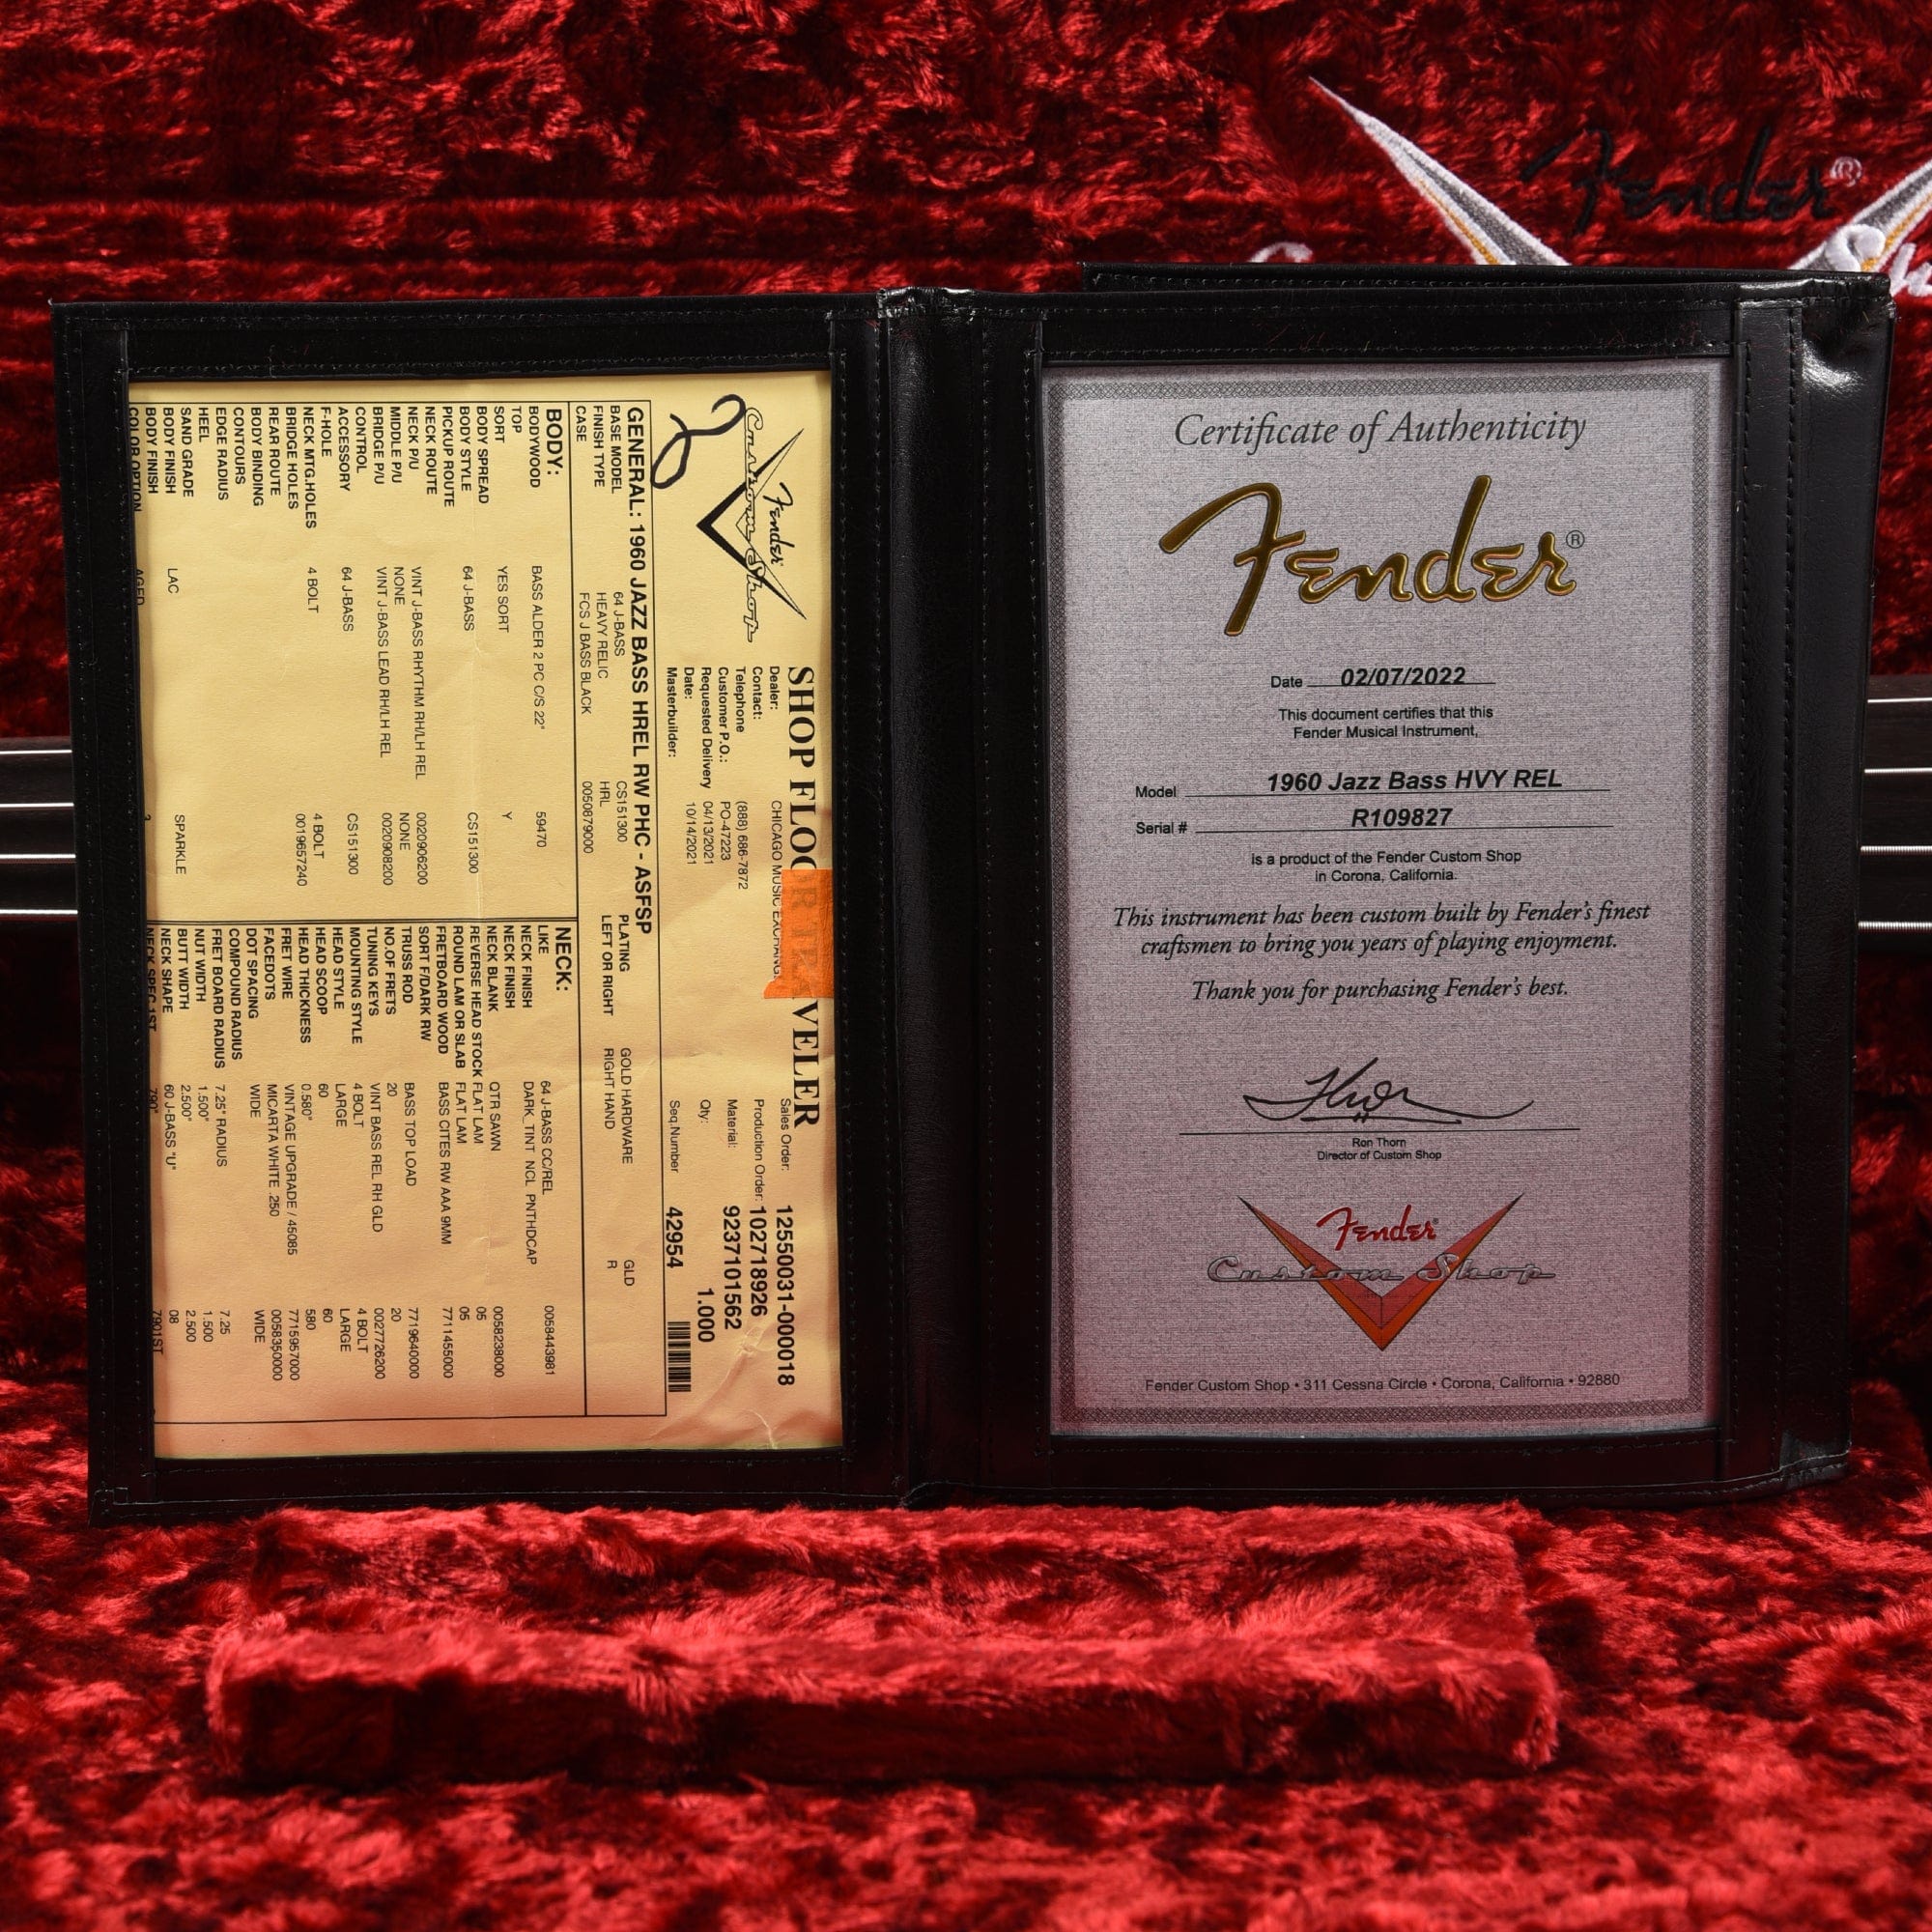 Fender®
SHOP FLOOR TRAVELER
Fender
Custom Shop
2
Dealer: CHICAGO MUSIC EXCHANGE
Contact:
Telephone (888) 686-7872
Customer P.O.: PO-47223
Requested Delivery 04/13/2021
Date: 10/14/2021
Masterbuilder:
Sales Order: 12550031-000018
Production Order: 102718926
Material: 9237101562
Qty: 1.000
Seq.Number 42954
GENERAL: 1960 JAZZ BASS HREL RW PHC - ASFSP
BASE MODEL 64 J-BASS CS151300 PLATING GOLD HARDWARE GLD
FINISH TYPE HEAVY RELIC HRL LEFT OR RIGHT RIGHT HAND R
CASE FCS J BASS BLACK 0050879000
BODY:
BODYWOOD BASS ALDER 2 PC C/S 22" 59470
TOP
SORT YES SORT Y
BODY SPREAD
BODY STYLE 64 J-BASS CS151300
PICKUP ROUTE
NECK ROUTE
NECK P/U VINT J-BASS RHYTHM RH/LH REL 0020906200
MIDDLE P/U NONE NONE
BRIDGE P/U VINT J-BASS LEAD RH/LH REL 0020908200
CONTROL
ACCESSORY 64 J-BASS CS151300
F-HOLE
NECK MTG.HOLES 4 BOLT 4 BOLT
BRIDGE HOLES 0019657240
REAR ROUTE
BODY BINDING
CONTOURS
EDGE RADIUS
HEEL
SAND GRADE
BODY FINISH LAC SPARKLE
BODY FINISH
COLOR OPTION AGED
NECK:
LIKE 64 J-BASS CC/REL 0058443981
NECK FINISH DARK_TINT NCL PNTHDCAP
NECK FINISH
NECK BLANK QTR SAWN 0058238000
REVERSE HEAD STOCK FLAT LAM 05
ROUND LAM OR SLAB FLAT LAM 05
FRETBOARD WOOD BASS CITES RW AAA 9MM 7711455000
SORT F/DARK RW
TRUSS ROD BASS TOP LOAD 7719640000
NO.OF FRETS 20 20
TUNING KEYS VINT BASS REL RH GLD 0027726200
MOUNTING STYLE 4 BOLT 4 BOLT
HEAD STYLE LARGE LARGE
HEAD SCOOP 60 60
HEAD THICKNESS 0.580" 580
FRET WIRE VINTAGE UPGRADE / 45085 7715957000
FACEDOTS MICARTA WHITE .250 0058350000
DOT SPACING WIDE WIDE
COMPOUND RADIUS
FRET BOARD RADIUS 7.25" RADIUS 7.25
NUT WIDTH 1.500" 1.500
BUTT WIDTH 2.500" 2.500
NECK SHAPE 60 J-BASS "U" 08
NECK SPEC 1ST .790" 7901ST
Certificate of Authenticity
Fender®
Date 02/07/2022
This document certifies that this
Fender Musical Instrument,
Model 1960 Jazz Bass HVY REL
Serial # R109827
is a product of the Fender Custom Shop
in Corona, California.
This instrument has been custom built by Fender's finest
craftsmen to bring you years of playing enjoyment.
Thank you for purchasing Fender's best.
Ron Thorn
Director of Custom Shop
Fender®
Custom Shop
Fender Custom Shop • 311 Cessna Circle • Corona, California • 92880